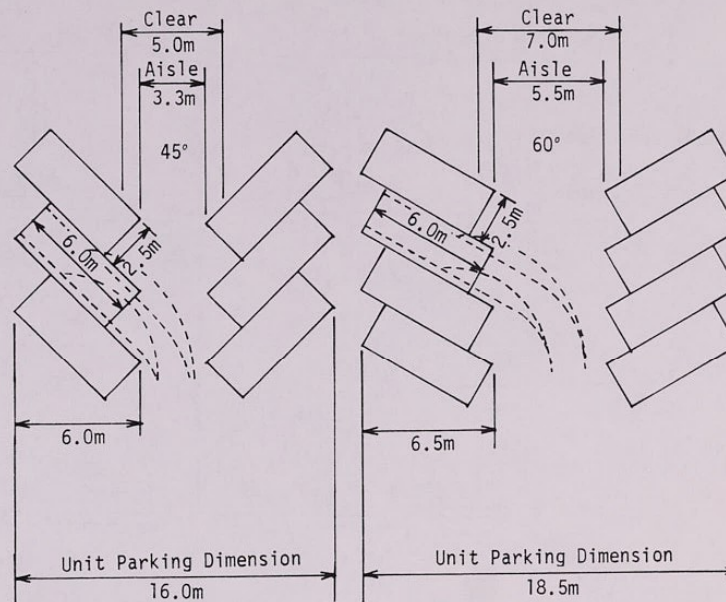 Clear
5.0m
Aisle
3.3m
45°
6.0m
2.5m
6.0m
Unit Parking Dimension
16.0m
Clear
7.0m
Aisle
5.5m
60°
6.0m
2.5m
6.5m
Unit Parking Dimension
18.5m